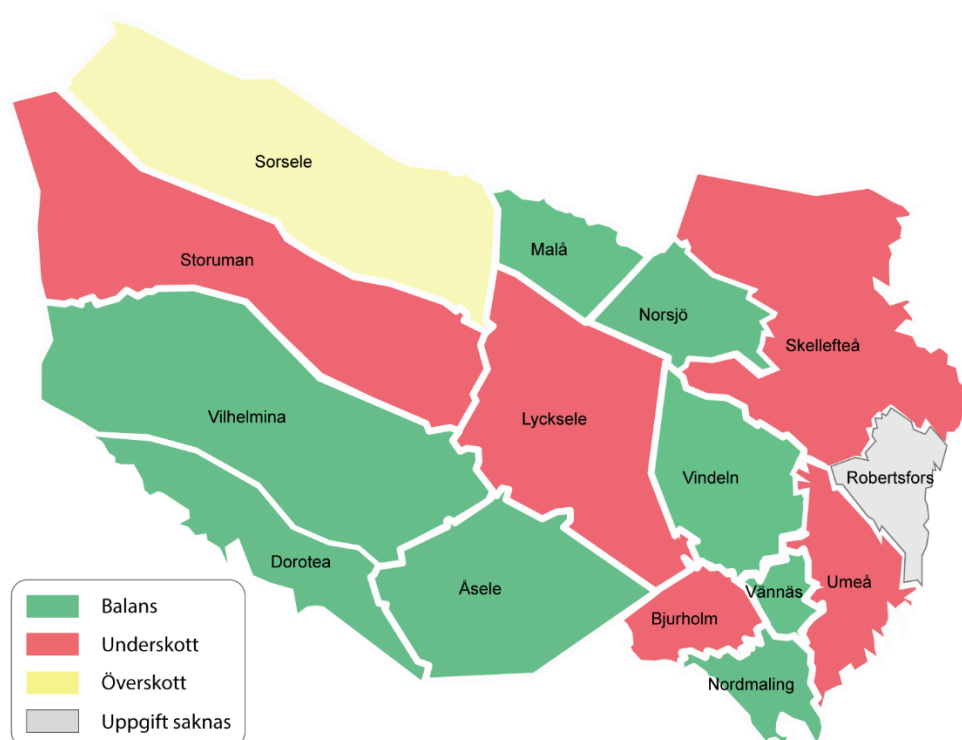 Sorsele
Malå
Storuman
Norsjö
Skellefteå
Vilhelmina
Lycksele
Vindeln
Robertsfors
Dorotea
Åsele
Vännäs
Umeå
Bjurholm
Nordmaling
Balans
Underskott
Överskott
Uppgift saknas